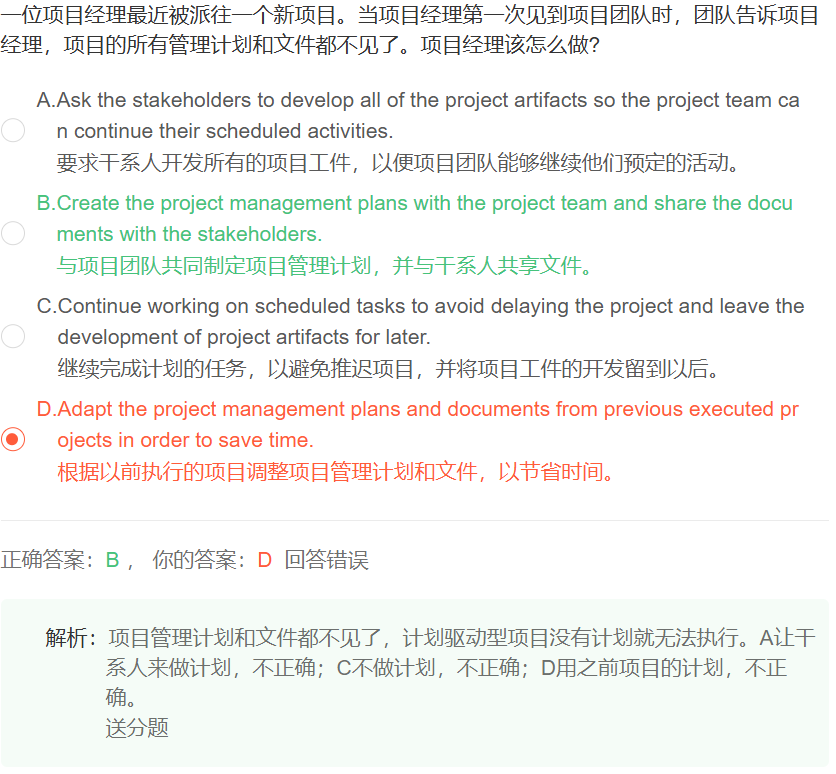 一位项目经理最近被派往一个新项目。当项目经理第一次见到项目团队时，团队告诉项目
经理，项目的所有管理计划和文件都不见了。项目经理该怎么做?
A.Ask the stakeholders to develop all of the project artifacts so the project team ca
n continue their scheduled activities.
要求干系人开发所有的项目工件，以便项目团队能够继续他们预定的活动。
B.Create the project management plans with the project team and share the docu
ments with the stakeholders.
与项目团队共同制定项目管理计划，并与干系人共享文件。
C.Continue working on scheduled tasks to avoid delaying the project and leave the
development of project artifacts for later.
继续完成计划的任务，以避免推迟项目，并将项目工件的开发留到以后。
D.Adapt the project management plans and documents from previous executed pr
ojects in order to save time.
根据以前执行的项目调整项目管理计划和文件，以节省时间。
正确答案：B ， 你的答案：D 回答错误
解析：项目管理计划和文件都不见了，计划驱动型项目没有计划就无法执行。A让干
系人来做计划，不正确；C不做计划，不正确；D用之前项目的计划，不正
确。
送分题